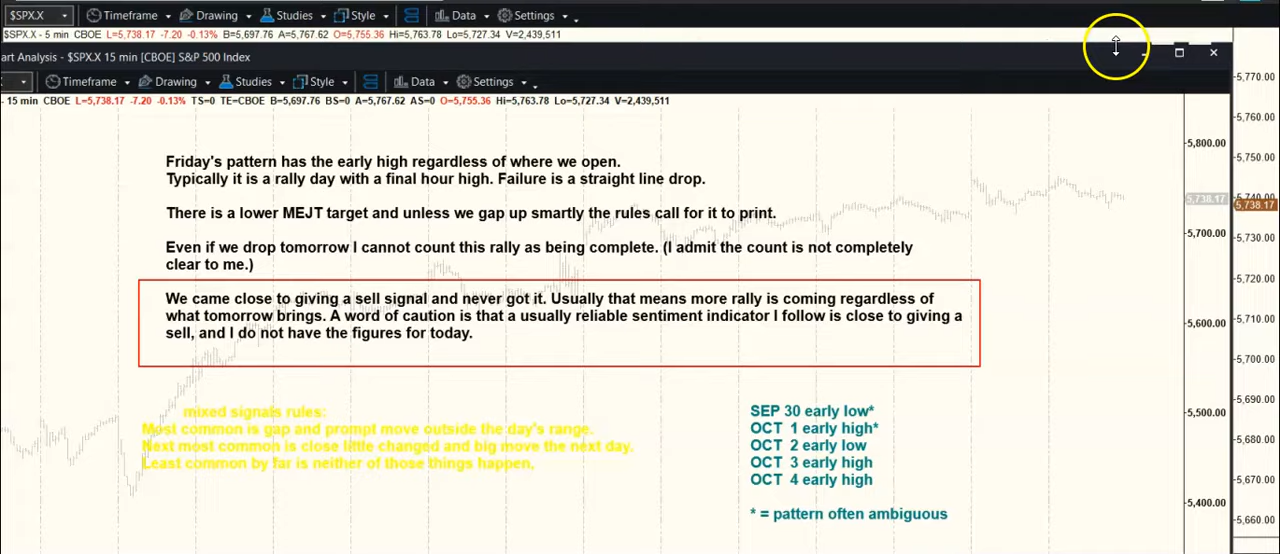 $SPX.X Timeframe Drawing Studies Style Data Settings
$SPX.X - 5 min CBOE L=5,738.17 -7.20 -0.13% B=5,697.76 A=5,767.62 O=5,755.36 Hi=5,763.78 Lo=5,727.34 V=2,439,511
art Analysis - $SPX.X 15 min [CBOE] S&P 500 Index
Timeframe Drawing Studies Style Data Settings
- 15 min CBOE L=5,738.17 -7.20 -0.13% TS=0 TE=CBOE B=5,697.76 BS=0 A=5,767.62 AS=0 O=5,755.36 Hi=5,763.78 Lo=5,727.34 V=2,439,511
Friday's pattern has the early high regardless of where we open.
Typically it is a rally day with a final hour high. Failure is a straight line drop.
There is a lower MEJT target and unless we gap up smartly the rules call for it to print.
Even if we drop tomorrow I cannot count this rally as being complete. (I admit the count is not completely
clear to me.)
We came close to giving a sell signal and never got it. Usually that means more rally is coming regardless of
what tomorrow brings. A word of caution is that a usually reliable sentiment indicator I follow is close to giving a
sell, and I do not have the figures for today.
mixed signals rules:
Most common is gap and prompt move outside the day's range.
Next most common is close little changed and big move the next day.
Least common by far is neither of those things happen.
SEP 30 early low*
OCT 1 early high*
OCT 2 early low
OCT 3 early high
OCT 4 early high
* = pattern often ambiguous
5,800.00
5,738.17
5,700.00
5,600.00
5,500.00
5,400.00
5,770.00
5,760.00
5,750.00
5,740.00
5,738.17
5,730.00
5,720.00
5,710.00
5,700.00
5,690.00
5,680.00
5,670.00
5,660.00